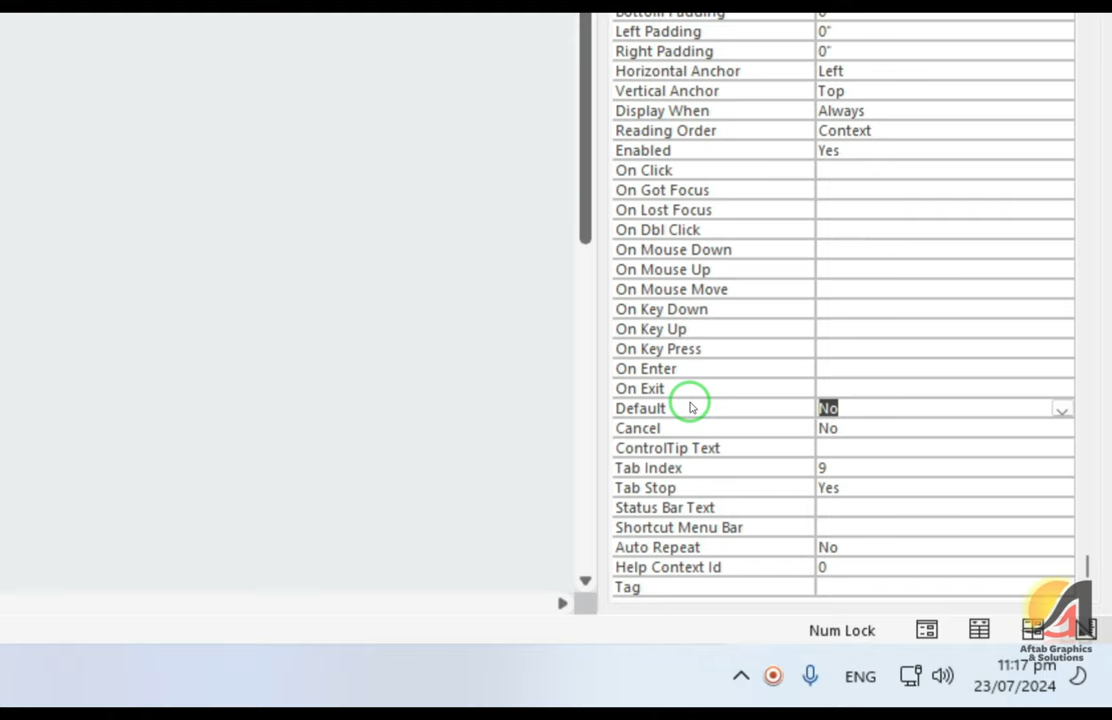 Bottom Padding 0"
Left Padding 0"
Right Padding 0"
Horizontal Anchor Left
Vertical Anchor Top
Display When Always
Reading Order Context
Enabled Yes
On Click
On Got Focus
On Lost Focus
On Dbl Click
On Mouse Down
On Mouse Up
On Mouse Move
On Key Down
On Key Up
On Key Press
On Enter
On Exit
Default No
Cancel No
ControlTip Text
Tab Index 9
Tab Stop Yes
Status Bar Text
Shortcut Menu Bar
Auto Repeat No
Help Context Id 0
Tag
Num Lock
Aftab Graphics
& Solutions
ENG
11:17 pm
23/07/2024